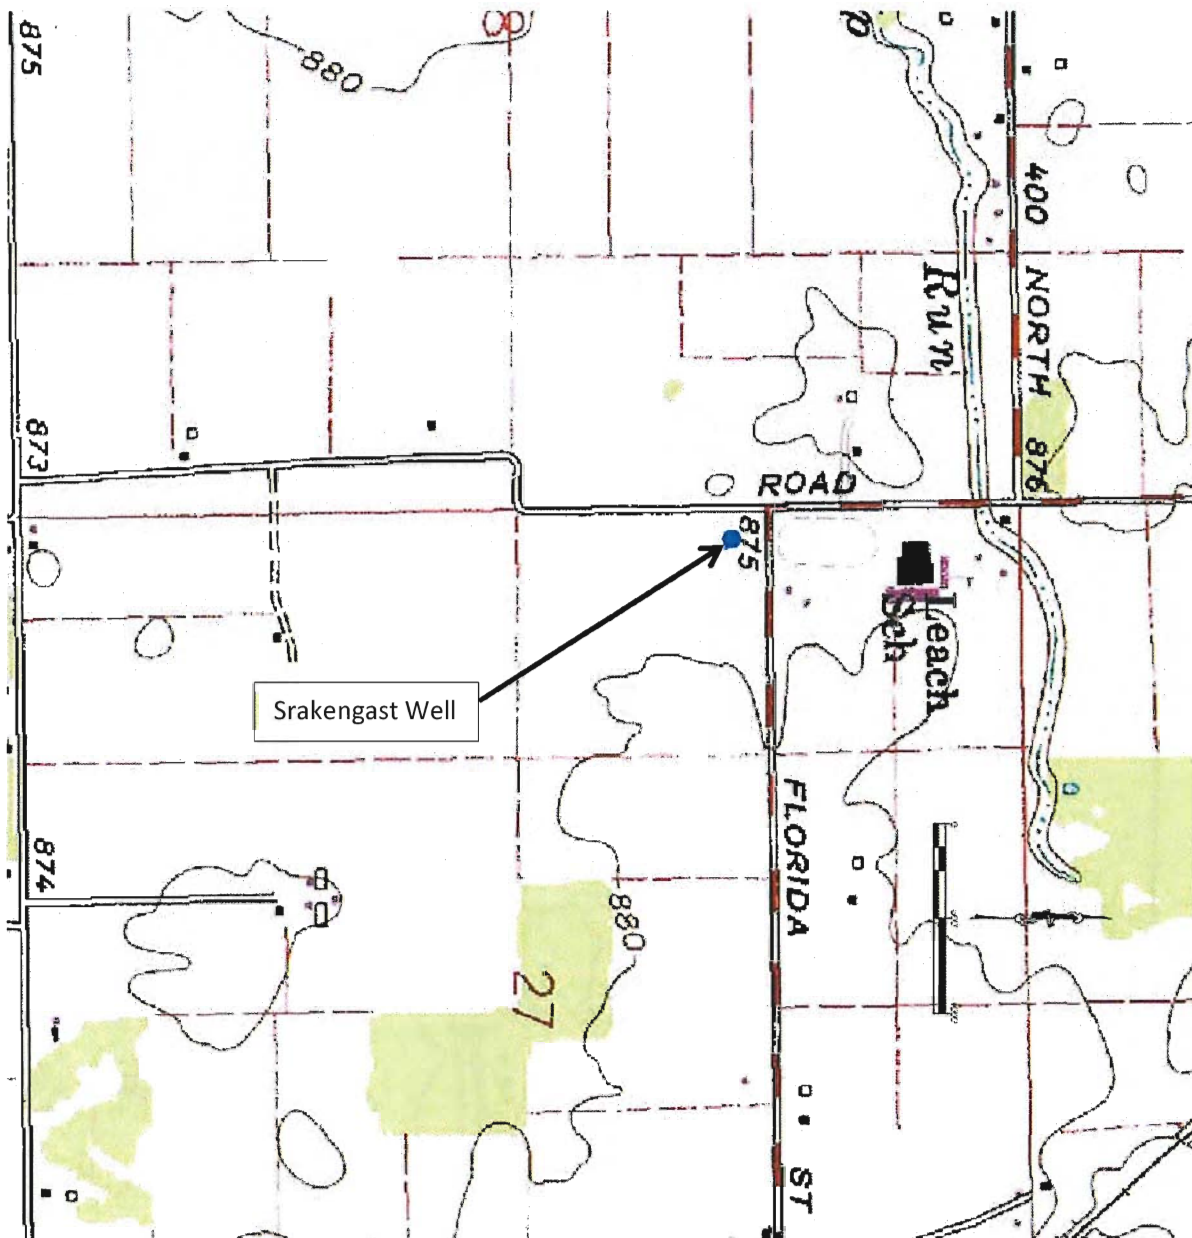 875
880
p
400 NORTH
Run
873
876
ROAD
875
Leach
Sch
Srakengast Well
FLORIDA
874
880
27
ST